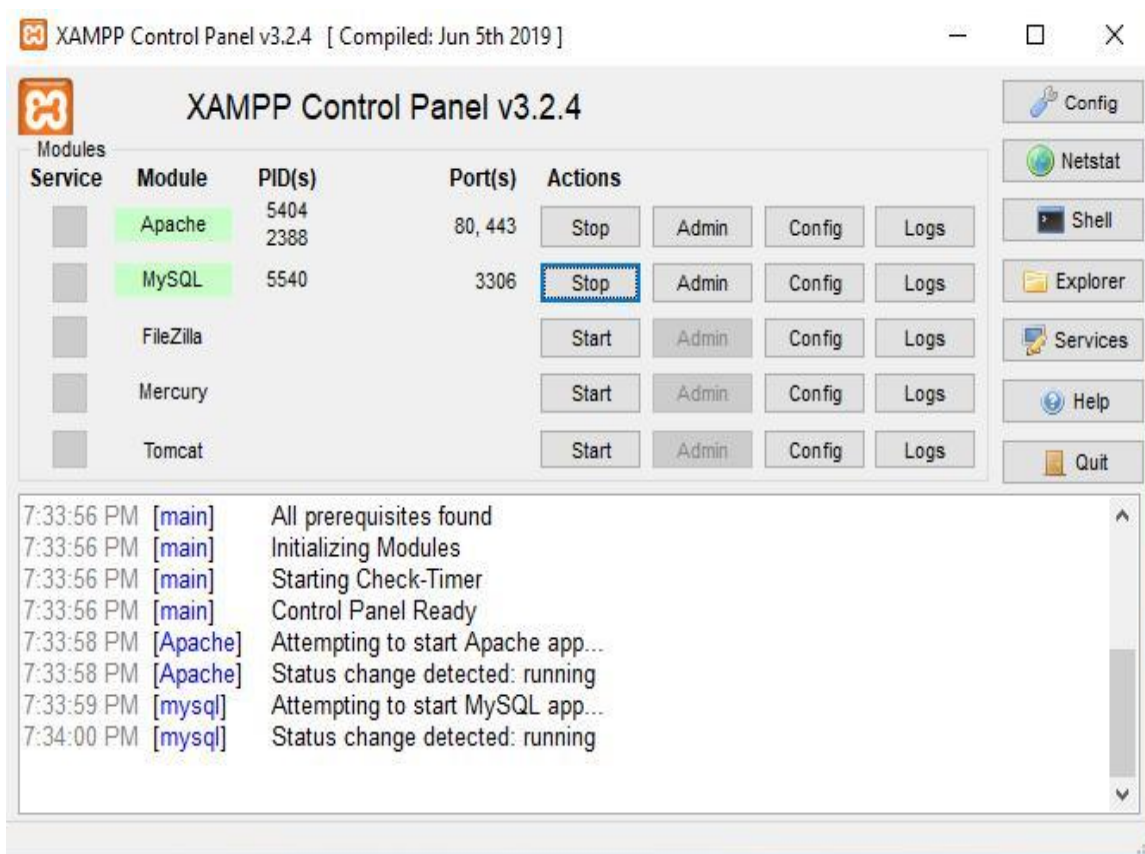 XAMPP Control Panel v3.2.4 [ Compiled: Jun 5th 2019 ]
XAMPP Control Panel v3.2.4
Config
Modules
Service Module PID(s) Port(s) Actions
Netstat
Apache 5404 2388 80, 443 Stop Admin Config Logs
Shell
MySQL 5540 3306 Stop Admin Config Logs
Explorer
FileZilla Start Admin Config Logs
Services
Mercury Start Admin Config Logs
Help
Tomcat Start Admin Config Logs
Quit
7:33:56 PM [main] All prerequisites found
7:33:56 PM [main] Initializing Modules
7:33:56 PM [main] Starting Check-Timer
7:33:56 PM [main] Control Panel Ready
7:33:58 PM [Apache] Attempting to start Apache app...
7:33:58 PM [Apache] Status change detected: running
7:33:59 PM [mysql] Attempting to start MySQL app...
7:34:00 PM [mysql] Status change detected: running